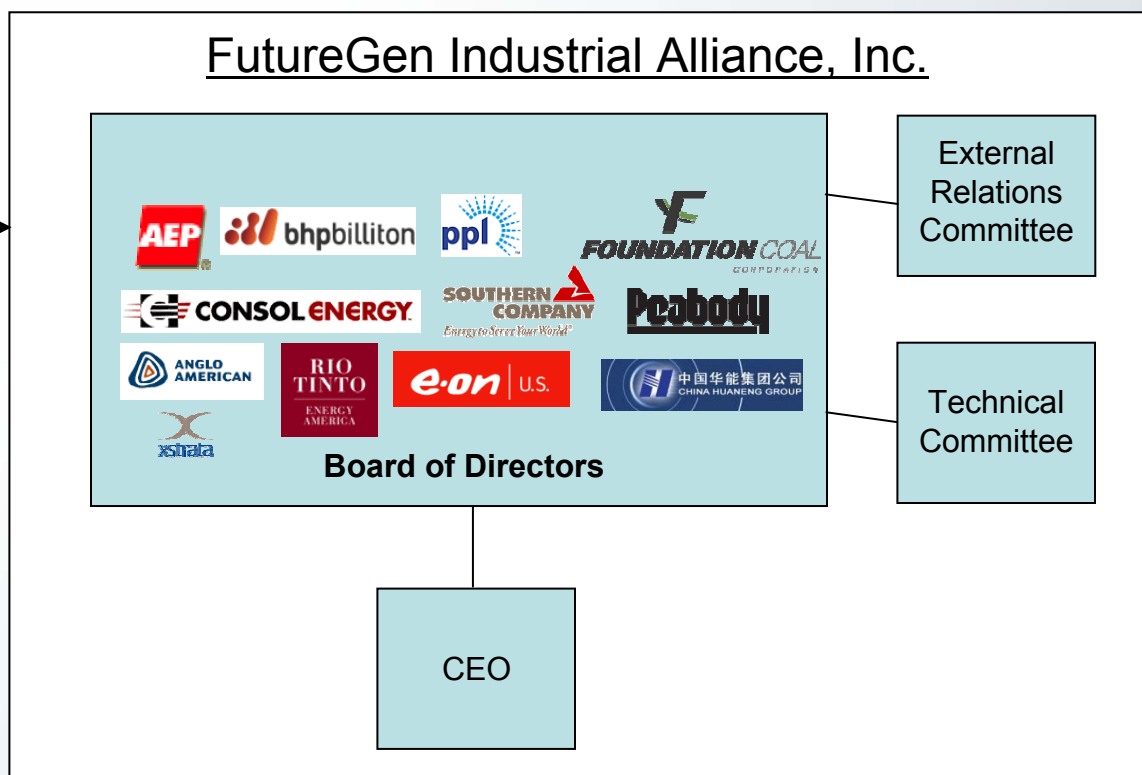 FutureGen Industrial Alliance, Inc.
AEP
bhpbilliton
ppl
FOUNDATION COAL
CORPORATION
CONSOL ENERGY
SOUTHERN
COMPANY
Energy to Serve Your World®
Peabody
ANGLO
AMERICAN
RIO
TINTO
ENERGY
AMERICA
e·on | U.S.
中国华能集团公司
CHINA HUANENG GROUP
xstrata
Board of Directors
External
Relations
Committee
Technical
Committee
CEO